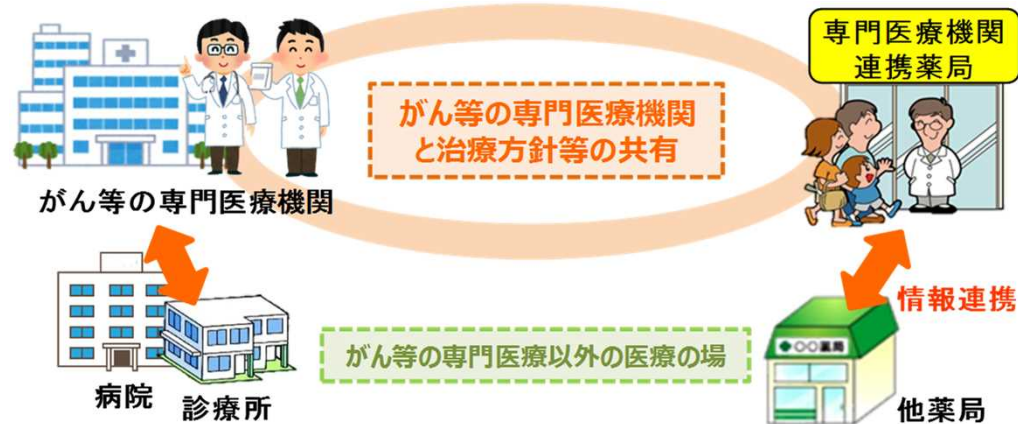 専門医療機関
連携薬局
がん等の専門医療機関
と治療方針等の共有
がん等の専門医療機関
情報連携
がん等の専門医療以外の医療の場
○○薬局
病院
診療所
他薬局